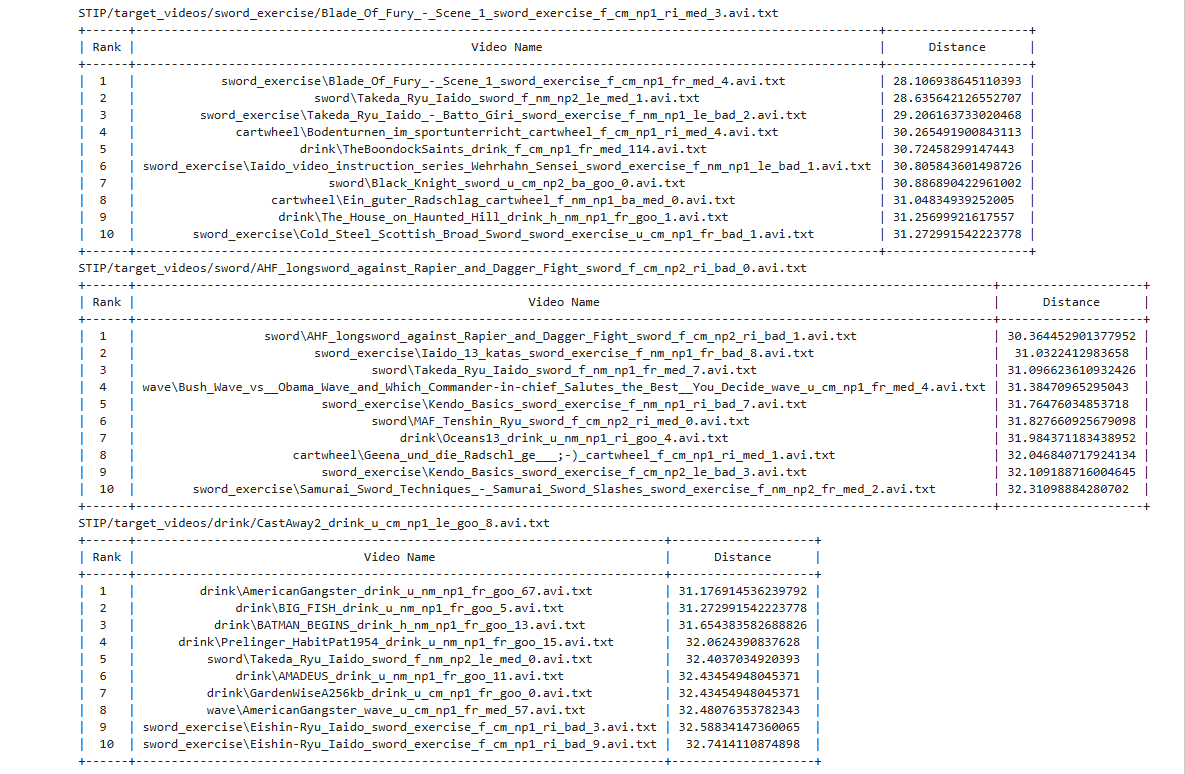 STIP/target_videos/sword_exercise/Blade_Of_Fury_-_Scene_1_sword_exercise_f_cm_np1_ri_med_3.avi.txt
| Rank | Video Name | Distance |
| 1 | sword_exercise\Blade_Of_Fury_-_Scene_1_sword_exercise_f_cm_np1_fr_med_4.avi.txt | 28.106938645110393 |
| 2 | sword\Takeda_Ryu_Iaido_sword_f_nm_np2_le_med_1.avi.txt | 28.635642126552707 |
| 3 | sword_exercise\Takeda_Ryu_Iaido_-_Batto_Giri_sword_exercise_f_nm_np1_le_bad_2.avi.txt | 29.206163733020468 |
| 4 | cartwheel\Bodenturnen_im_sportunterricht_cartwheel_f_cm_np1_ri_med_4.avi.txt | 30.265491900843113 |
| 5 | drink\TheBoondockSaints_drink_f_cm_np1_fr_med_114.avi.txt | 30.72458299147443 |
| 6 | sword_exercise\Iaido_video_instruction_series_Wehrhahn_Sensei_sword_exercise_f_nm_np1_le_bad_1.avi.txt | 30.805843601498726 |
| 7 | sword\Black_Knight_sword_u_cm_np2_ba_goo_0.avi.txt | 30.886890422961002 |
| 8 | cartwheel\Ein_guter_Radschlag_cartwheel_f_nm_np1_ba_med_0.avi.txt | 31.04834939252005 |
| 9 | drink\The_House_on_Haunted_Hill_drink_h_nm_np1_fr_goo_1.avi.txt | 31.25699921617557 |
| 10 | sword_exercise\Cold_Steel_Scottish_Broad_Sword_sword_exercise_u_cm_np1_fr_bad_1.avi.txt | 31.272991542223778 |
STIP/target_videos/sword/AHF_longsword_against_Rapier_and_Dagger_Fight_sword_f_cm_np2_ri_bad_0.avi.txt
| Rank | Video Name | Distance |
| 1 | sword\AHF_longsword_against_Rapier_and_Dagger_Fight_sword_f_cm_np2_ri_bad_1.avi.txt | 30.364452901377952 |
| 2 | sword_exercise\Iaido_13_katas_sword_exercise_f_nm_np1_fr_bad_8.avi.txt | 31.0322412983658 |
| 3 | sword\Takeda_Ryu_Iaido_sword_f_nm_np1_fr_med_7.avi.txt | 31.096623610932426 |
| 4 | wave\Bush_Wave_vs__Obama_Wave_and_Which_Commander-in-chief_Salutes_the_Best__You_Decide_wave_u_cm_np1_fr_med_4.avi.txt | 31.38470965295043 |
| 5 | sword_exercise\Kendo_Basics_sword_exercise_f_nm_np1_ri_bad_7.avi.txt | 31.76476034853718 |
| 6 | sword\MAF_Tenshin_Ryu_sword_f_cm_np2_ri_med_0.avi.txt | 31.827660925679098 |
| 7 | drink\Oceans13_drink_u_nm_np1_ri_goo_4.avi.txt | 31.984371183438952 |
| 8 | cartwheel\Geena_und_die_Radschl_ge___;-)_cartwheel_f_cm_np1_ri_med_1.avi.txt | 32.046840717924134 |
| 9 | sword_exercise\Kendo_Basics_sword_exercise_f_cm_np2_le_bad_3.avi.txt | 32.109188716004645 |
| 10 | sword_exercise\Samurai_Sword_Techniques_-_Samurai_Sword_Slashes_sword_exercise_f_nm_np2_fr_med_2.avi.txt | 32.31098884280702 |
STIP/target_videos/drink/CastAway2_drink_u_cm_np1_le_goo_8.avi.txt
| Rank | Video Name | Distance |
| 1 | drink\AmericanGangster_drink_u_nm_np1_fr_goo_67.avi.txt | 31.176914536239792 |
| 2 | drink\BIG_FISH_drink_u_nm_np1_fr_goo_5.avi.txt | 31.272991542223778 |
| 3 | drink\BATMAN_BEGINS_drink_h_nm_np1_fr_goo_13.avi.txt | 31.654383582688826 |
| 4 | drink\Prelinger_HabitPat1954_drink_u_nm_np1_fr_goo_15.avi.txt | 32.0624390837628 |
| 5 | sword\Takeda_Ryu_Iaido_sword_f_nm_np2_le_med_0.avi.txt | 32.4037034920393 |
| 6 | drink\AMADEUS_drink_u_nm_np1_fr_goo_11.avi.txt | 32.43454948045371 |
| 7 | drink\GardenWiseA256kb_drink_u_cm_np1_fr_goo_0.avi.txt | 32.43454948045371 |
| 8 | wave\AmericanGangster_wave_u_cm_np1_fr_med_57.avi.txt | 32.48076353782343 |
| 9 | sword_exercise\Eishin-Ryu_Iaido_sword_exercise_f_cm_np1_ri_bad_3.avi.txt | 32.58834147360065 |
| 10 | sword_exercise\Eishin-Ryu_Iaido_sword_exercise_f_cm_np1_ri_bad_9.avi.txt | 32.7414110874898 |